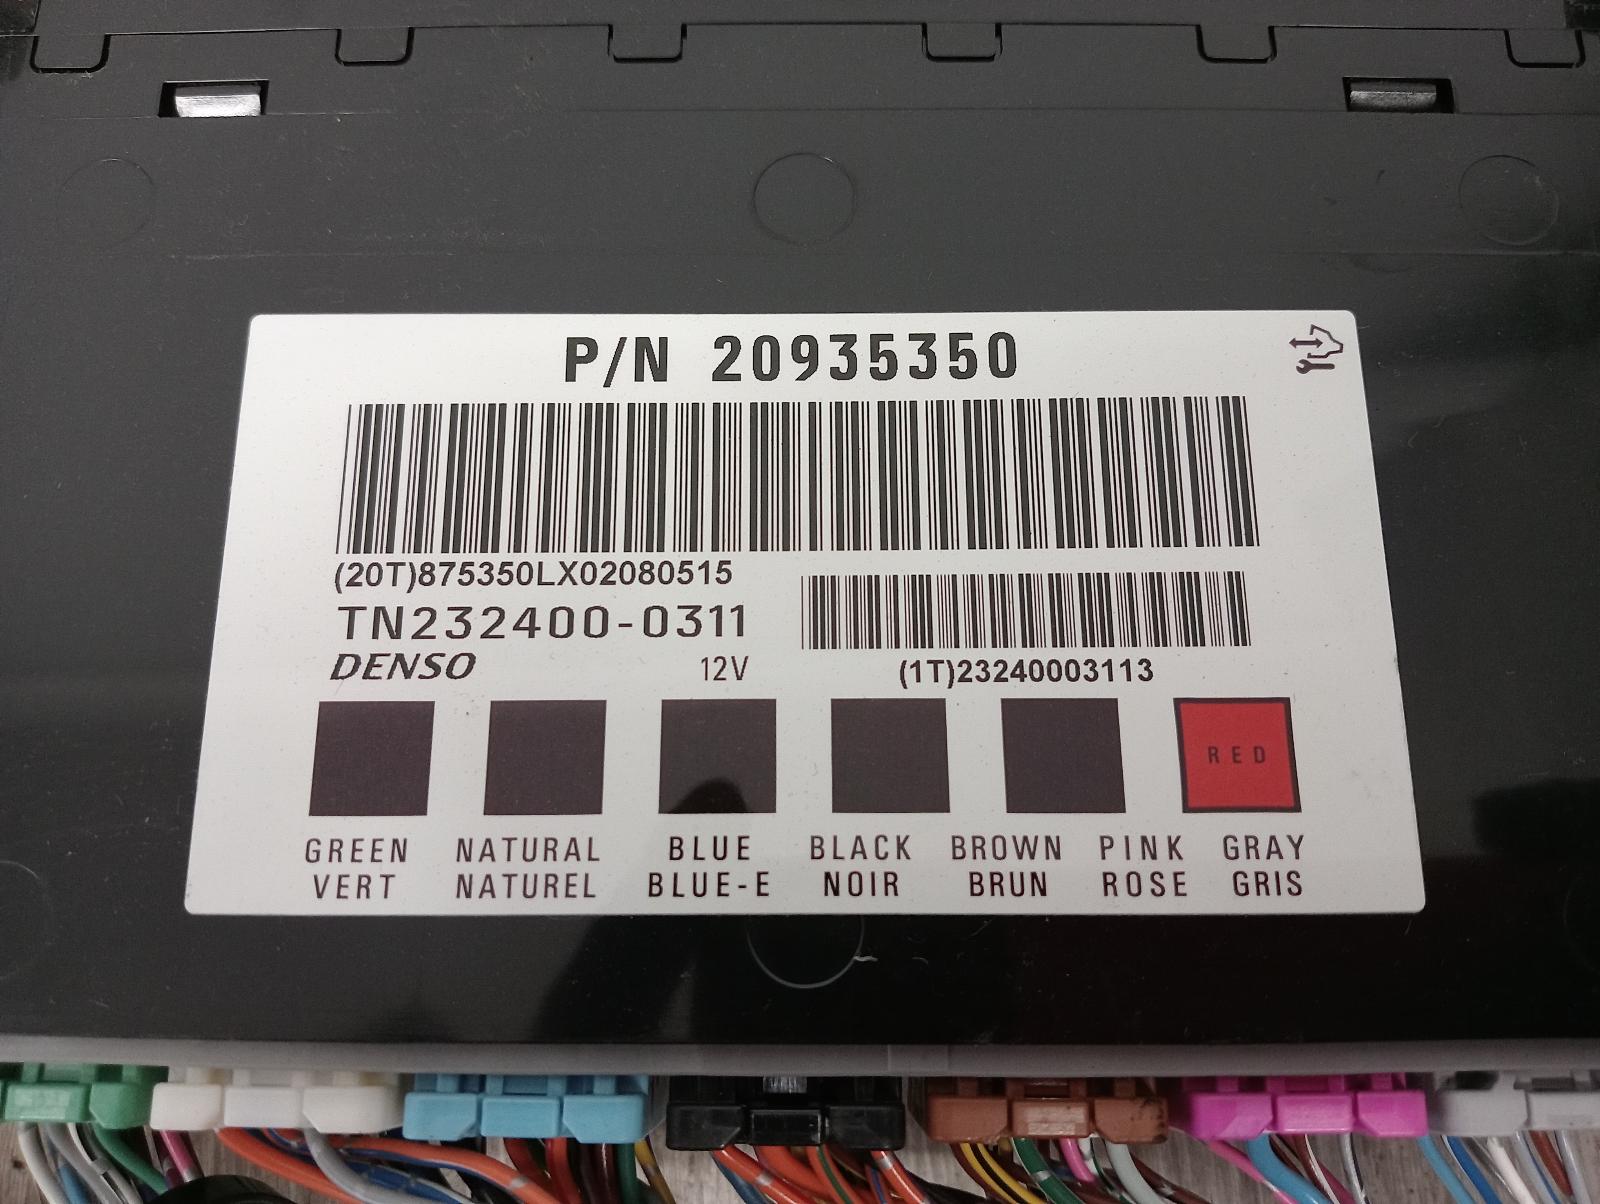 P/N 20935350
(20T)875350LX02080515
TN232400-0311
(1T)23240003113
DENSO 12V
RED
GREEN NATURAL BLUE BLACK BROWN PINK GRAY
VERT NATUREL BLUE-E NOIR BRUN ROSE GRIS